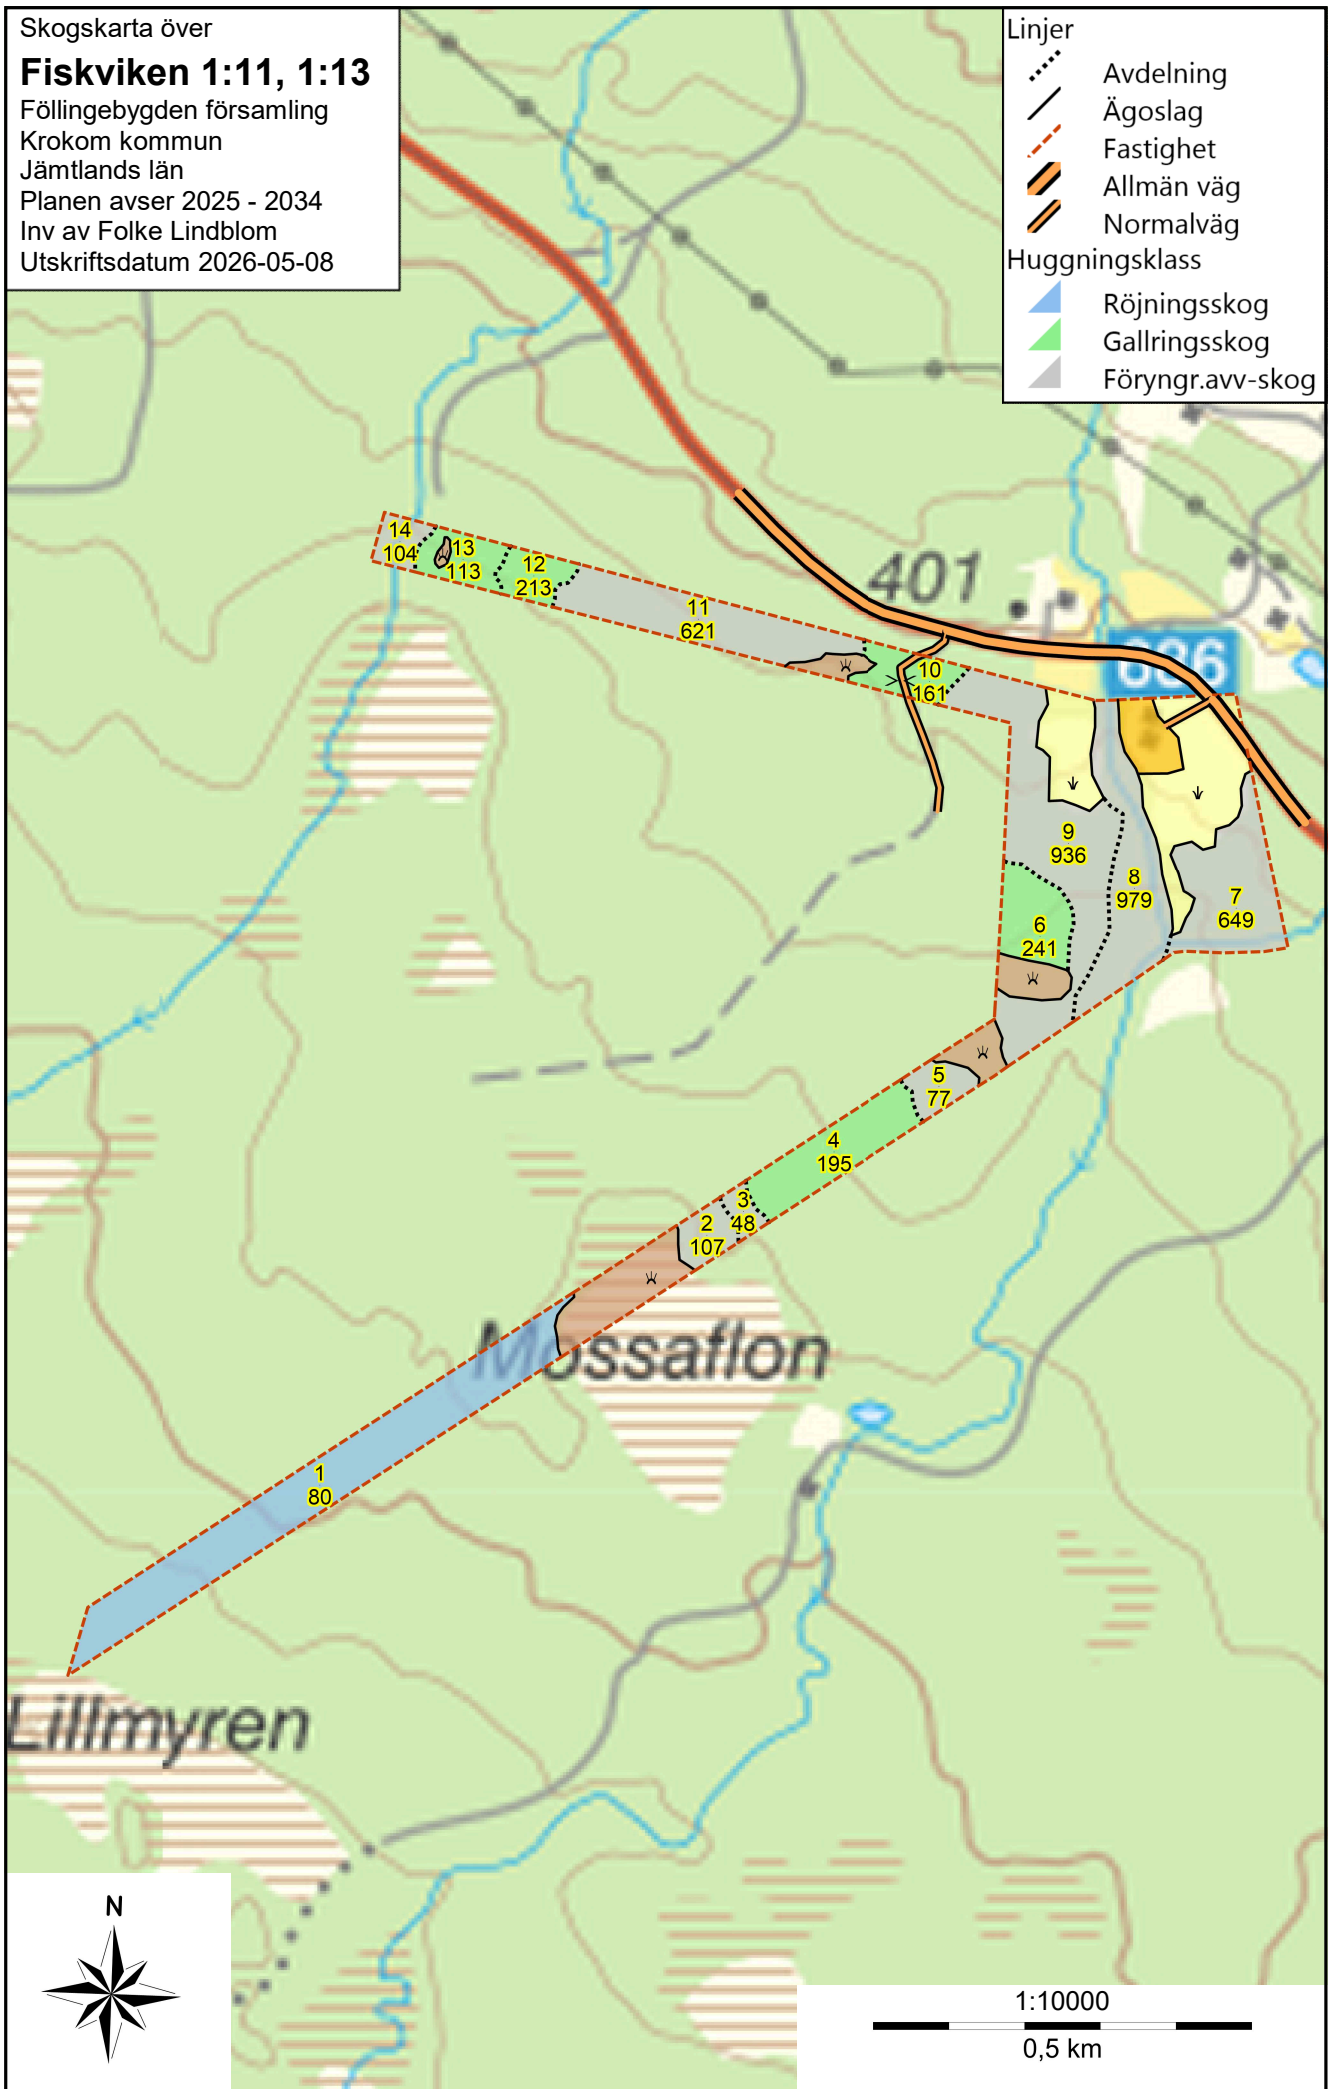 Skogskarta över
Fiskviken 1:11, 1:13
Föllingebygden församling
Krokom kommun
Jämtlands län
Planen avser 2025 - 2034
Inv av Folke Lindblom
Utskriftsdatum 2026-05-08
Linjer
Avdelning
Ägoslag
Fastighet
Allmän väg
Normalväg
Huggningsklass
Röjningsskog
Gallringsskog
Föryngr.avv-skog
14
104
13
113
12
213
11
621
401
10
161
686
9
936
8
979
7
649
6
241
5
77
4
195
3
48
2
107
Mossaflon
1
80
Lillmyren
N
1:10000
0,5 km